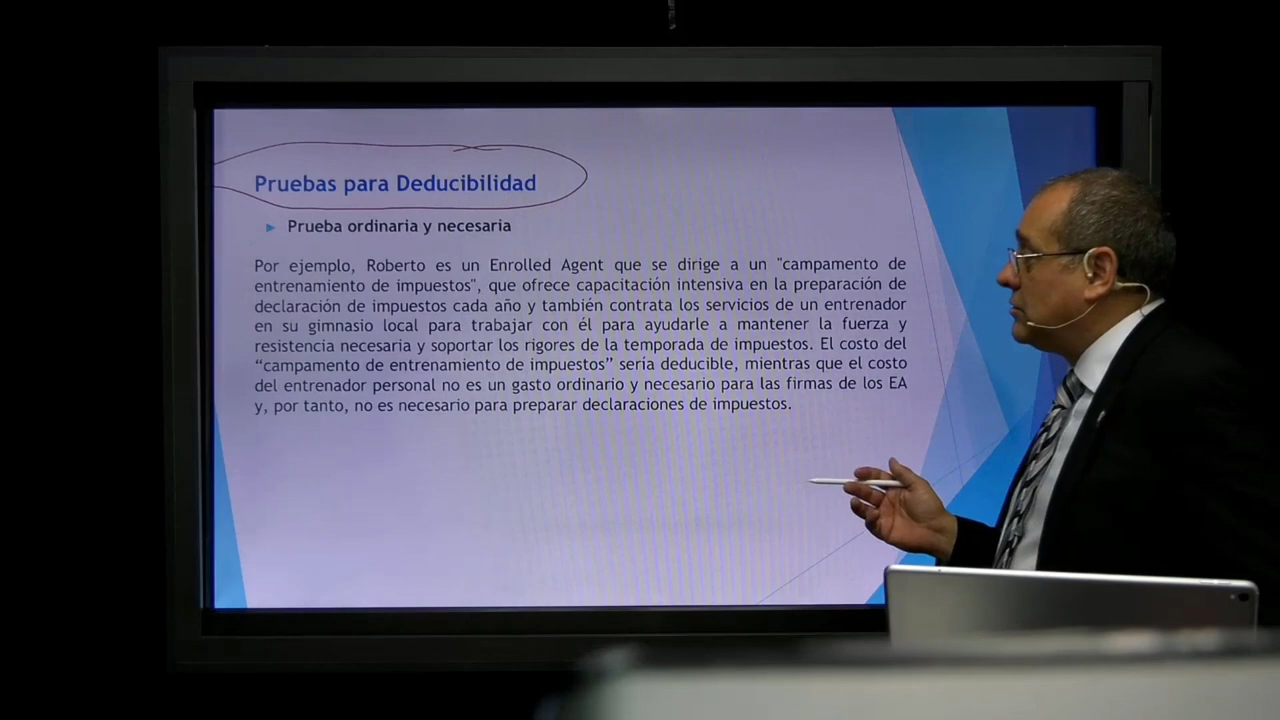 Pruebas para Deducibilidad
Prueba ordinaria y necesaria
Por ejemplo, Roberto es un Enrolled Agent que se dirige a un "campamento de
entrenamiento de impuestos", que ofrece capacitación intensiva en la preparación de
declaración de impuestos cada año y también contrata los servicios de un entrenador
en su gimnasio local para trabajar con él para ayudarle a mantener la fuerza y
resistencia necesaria y soportar los rigores de la temporada de impuestos. El costo del
“campamento de entrenamiento de impuestos” sería deducible, mientras que el costo
del entrenador personal no es un gasto ordinario y necesario para las firmas de los EA
y, por tanto, no es necesario para preparar declaraciones de impuestos.